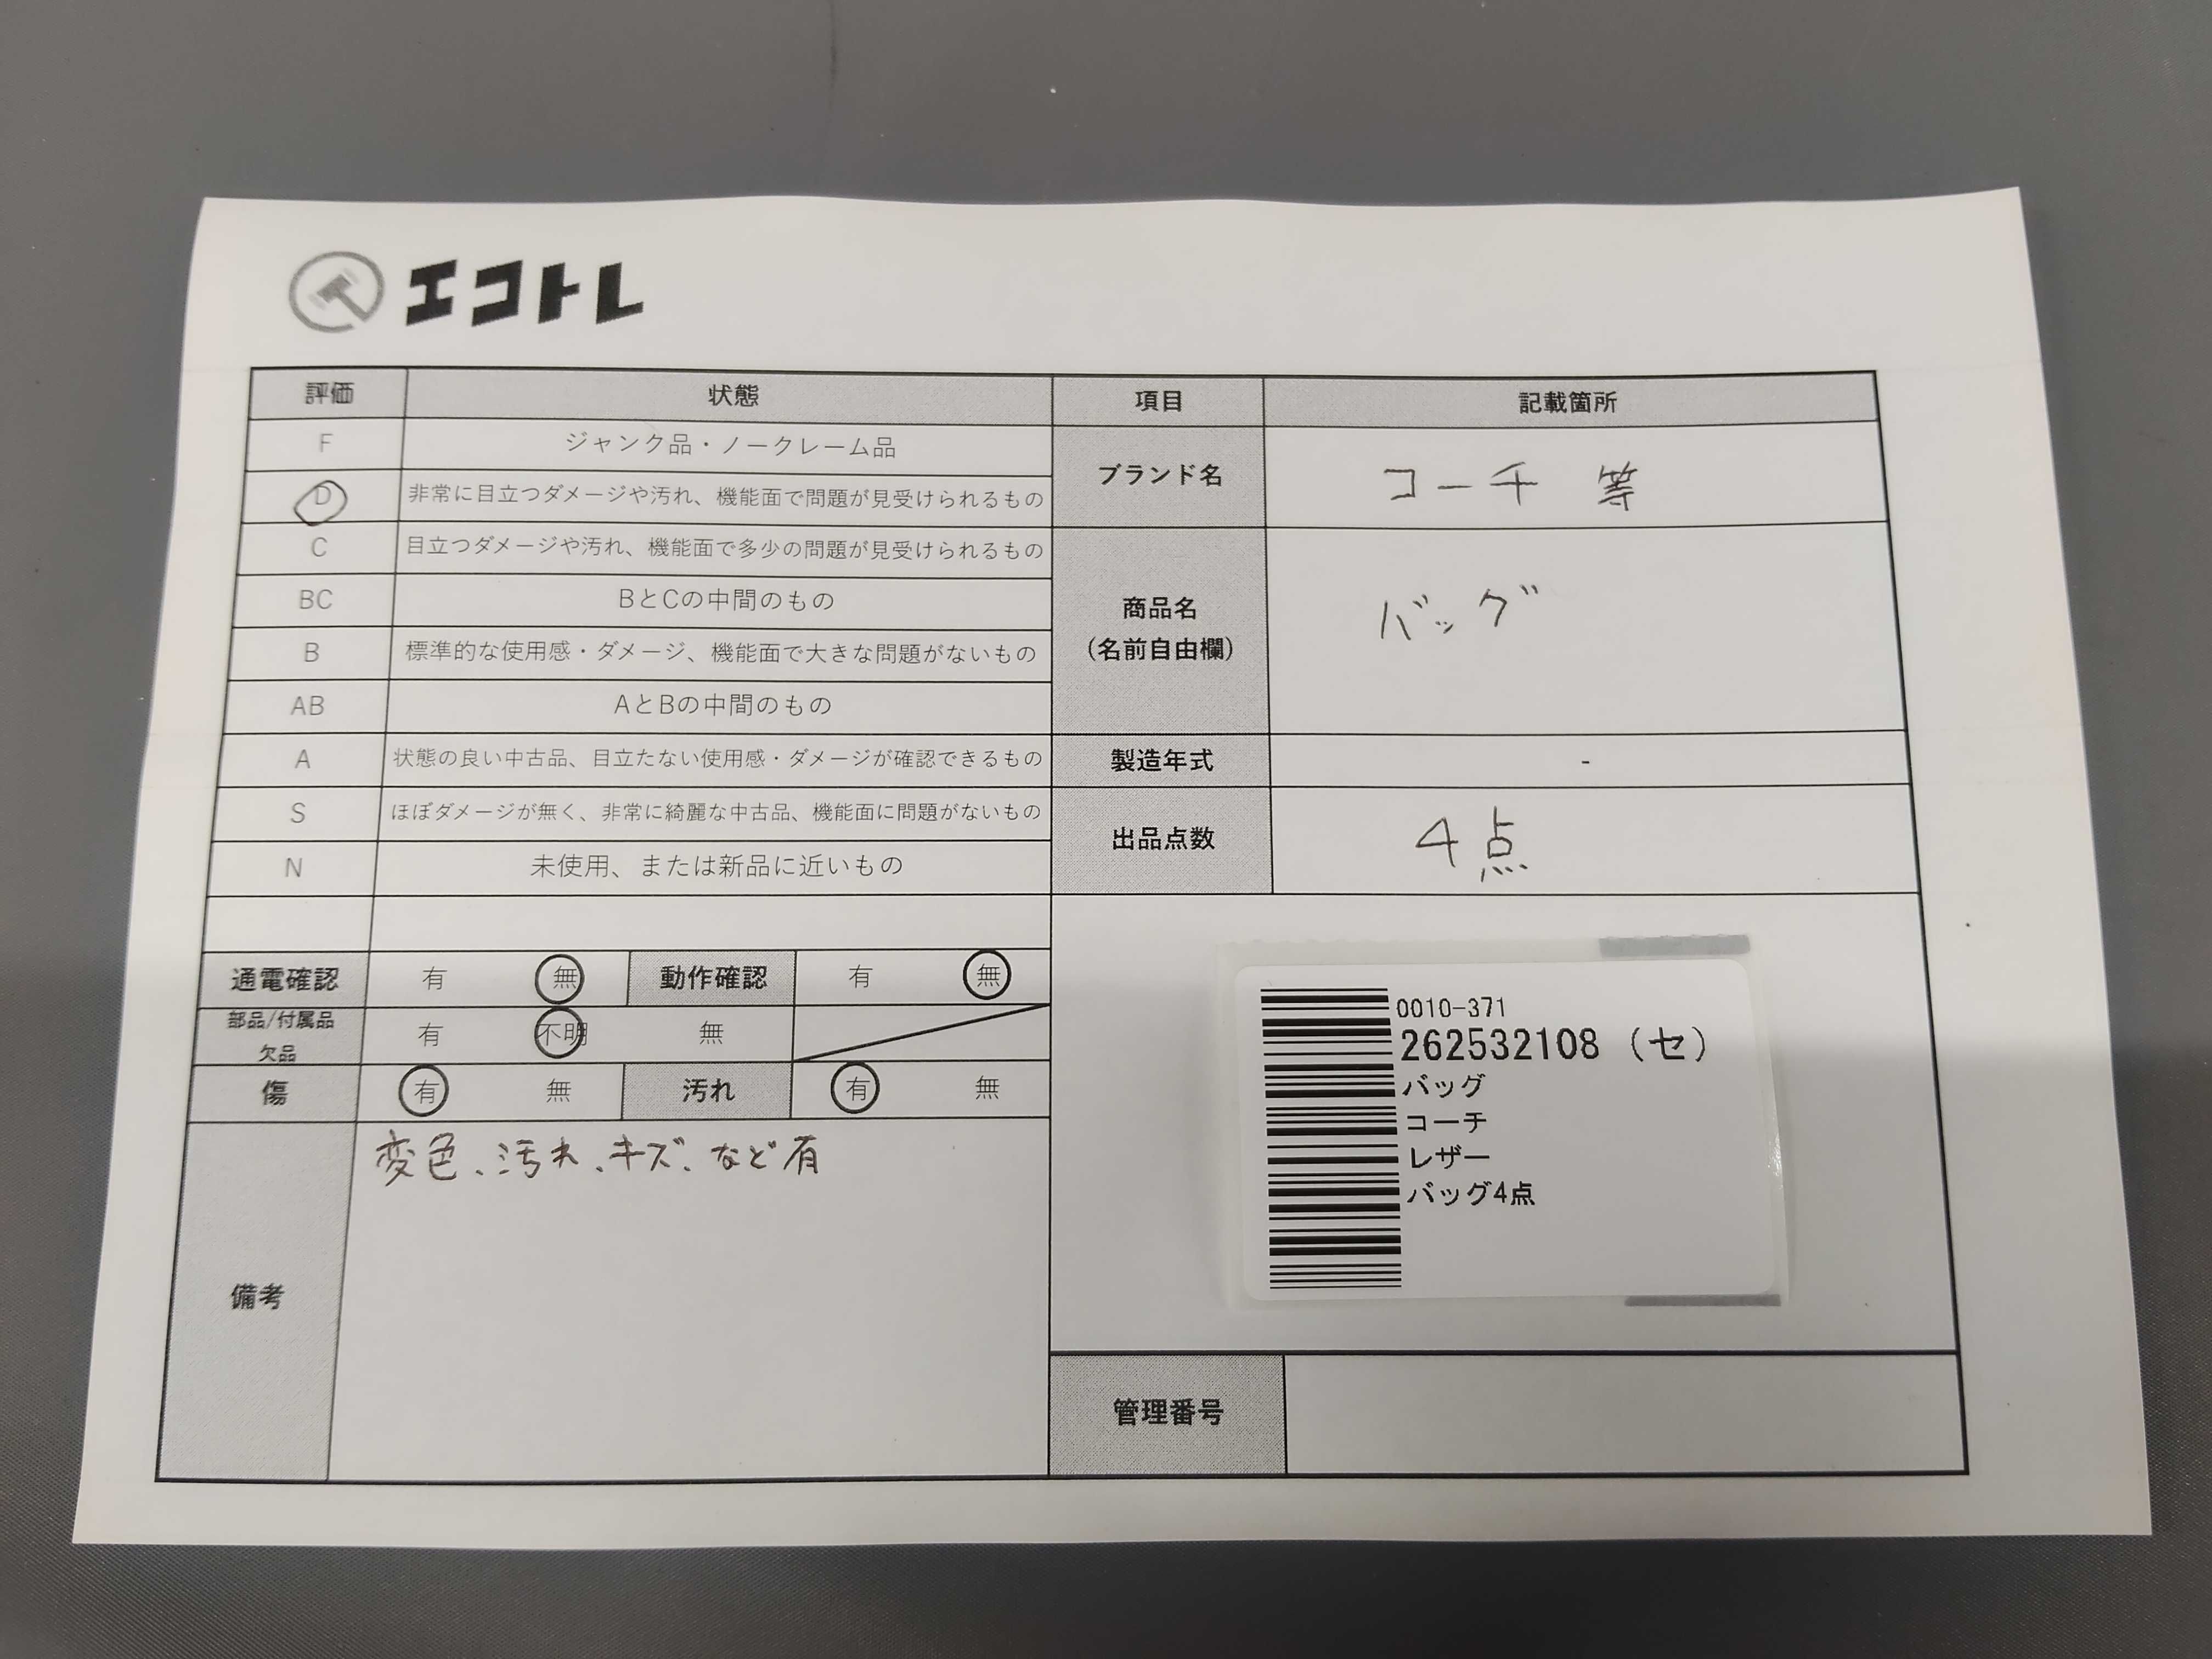 エコトレ
評価 状態 項目 記載箇所
F ジャンク品・ノークレーム品
D 非常に目立つダメージや汚れ、機能面で問題が見受けられるもの
ブランド名 コーチ 等
C 目立つダメージや汚れ、機能面で多少の問題が見受けられるもの
BC BとCの中間のもの
商品名
(名前自由欄)
バッグ
B 標準的な使用感・ダメージ、機能面で大きな問題がないもの
AB AとBの中間のもの
A 状態の良い中古品、目立たない使用感・ダメージが確認できるもの
製造年式 -
S ほぼダメージが無く、非常に綺麗な中古品、機能面に問題がないもの
出品点数 4点
N 未使用、または新品に近いもの
通電確認 有 無 動作確認 有 無
部品/付属品
欠品
有 不明 無
傷 有 無 汚れ 有 無
備考
変色、汚れ、キズ、など有
0010-371
262532108 (セ)
バッグ
コーチ
レザー
バッグ4点
管理番号